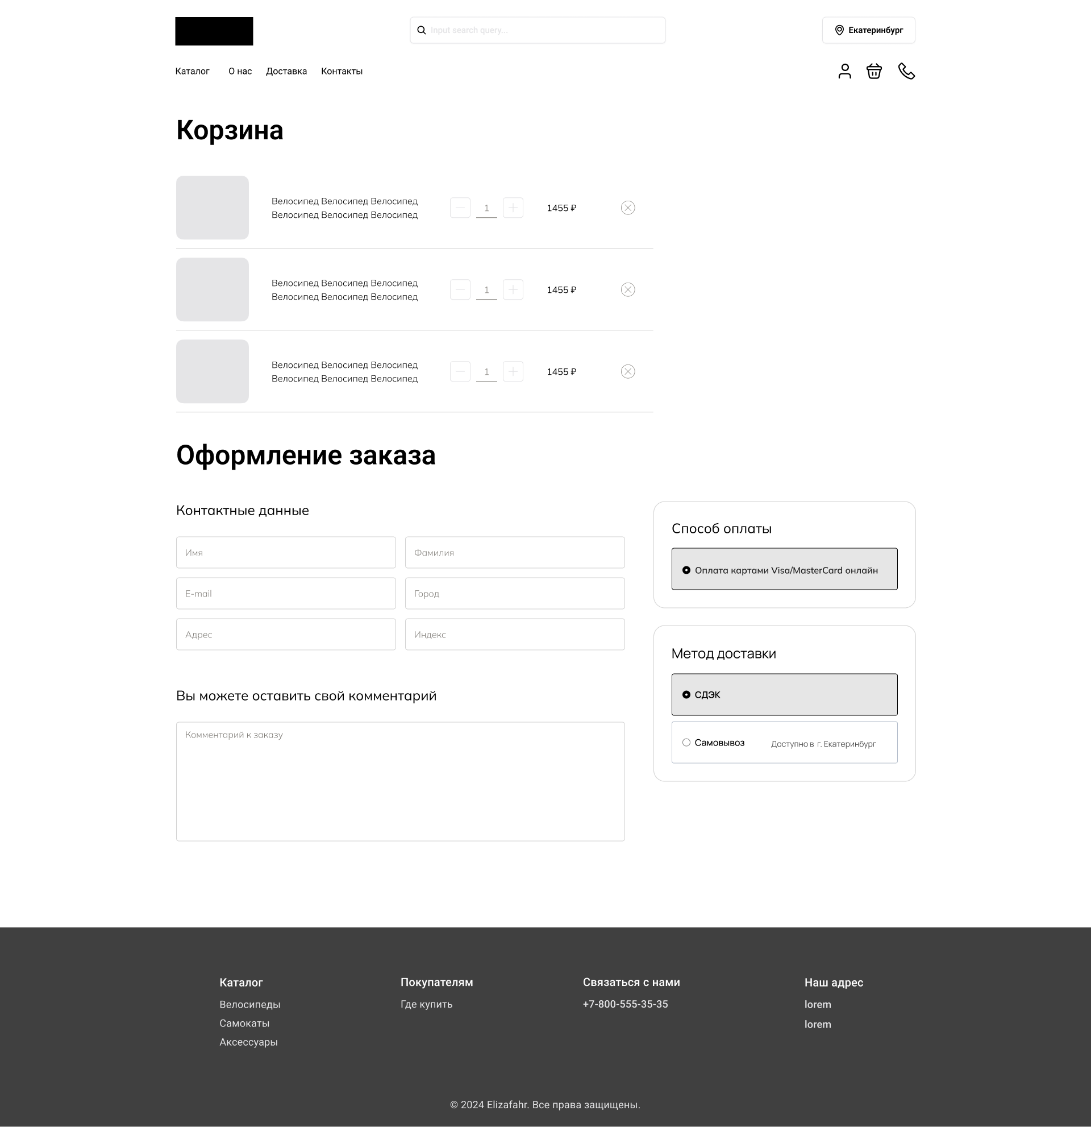 Input search query...
Екатеринбург
Каталог О нас Доставка Контакты
Корзина
Велосипед Велосипед Велосипед
Велосипед Велосипед Велосипед
1
1455 ₽
Велосипед Велосипед Велосипед
Велосипед Велосипед Велосипед
1
1455 ₽
Велосипед Велосипед Велосипед
Велосипед Велосипед Велосипед
1
1455 ₽
Оформление заказа
Контактные данные
Имя
Фамилия
E-mail
Город
Адрес
Индекс
Вы можете оставить свой комментарий
Комменторий к заказу
Способ оплаты
Оплата картами Visa/MasterCard онлайн
Метод доставки
СДЭК
Самовывоз
Доступно в г. Екатеринбург
Каталог
Велосипеды
Самокаты
Аксессуары
Покупателям
Где купить
Связаться с нами
+7-800-555-35-35
Наш адрес
lorem
lorem
© 2024 Elizafahr. Все права защищены.